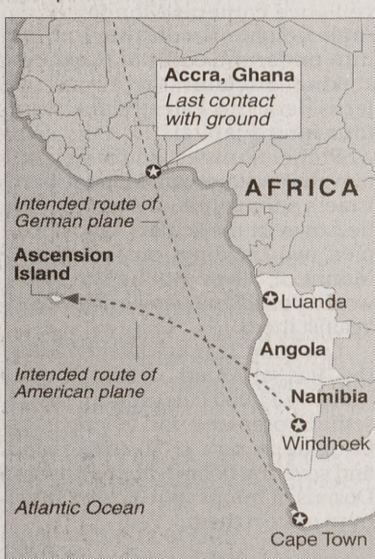 Accra, Ghana
Last contact
with ground
AFRICA
Intended route of
German plane
Ascension
Island
Luanda
Angola
Intended route of
American plane
Namibia
Windhoek
Atlantic Ocean
Cape Town